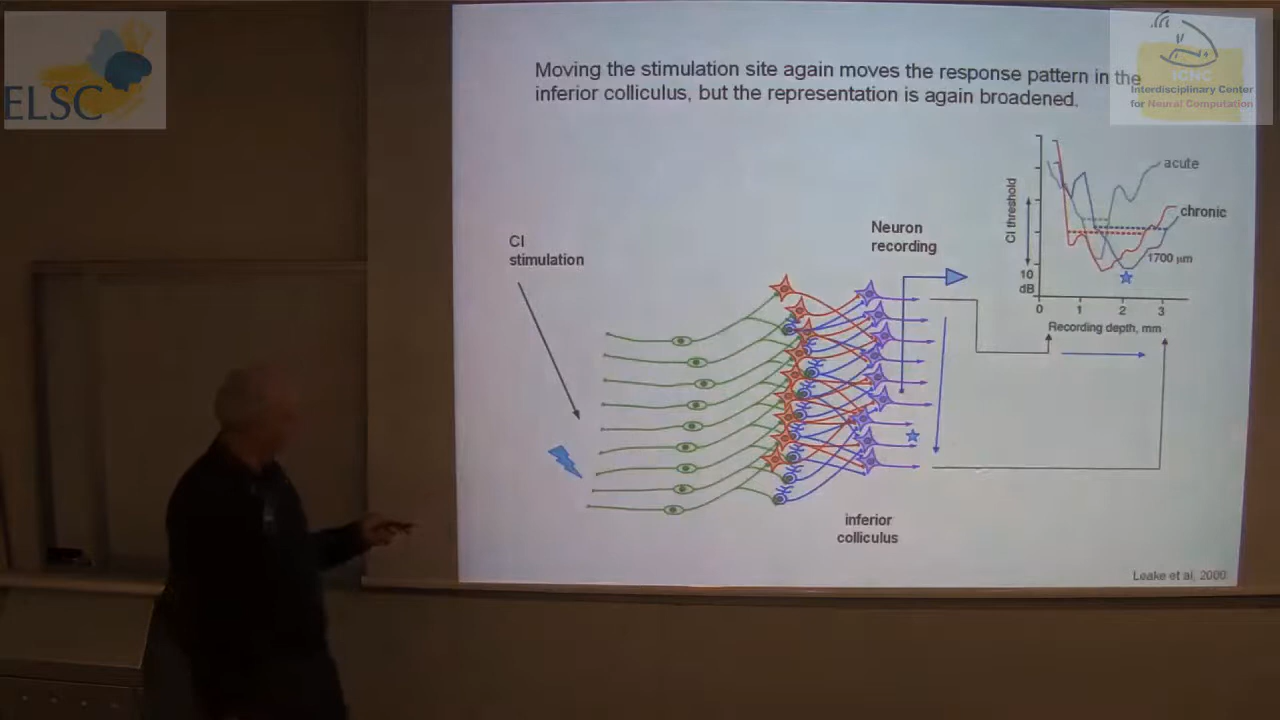 ELSC
ICNC
Interdisciplinary Center
for Neural Computation
Moving the stimulation site again moves the response pattern in the
inferior colliculus, but the representation is again broadened.
CI
stimulation
Neuron
recording
inferior
colliculus
CI threshold
10
dB
acute
chronic
1700 μm
0 1 2 3
Recording depth, mm
Leake et al, 2000